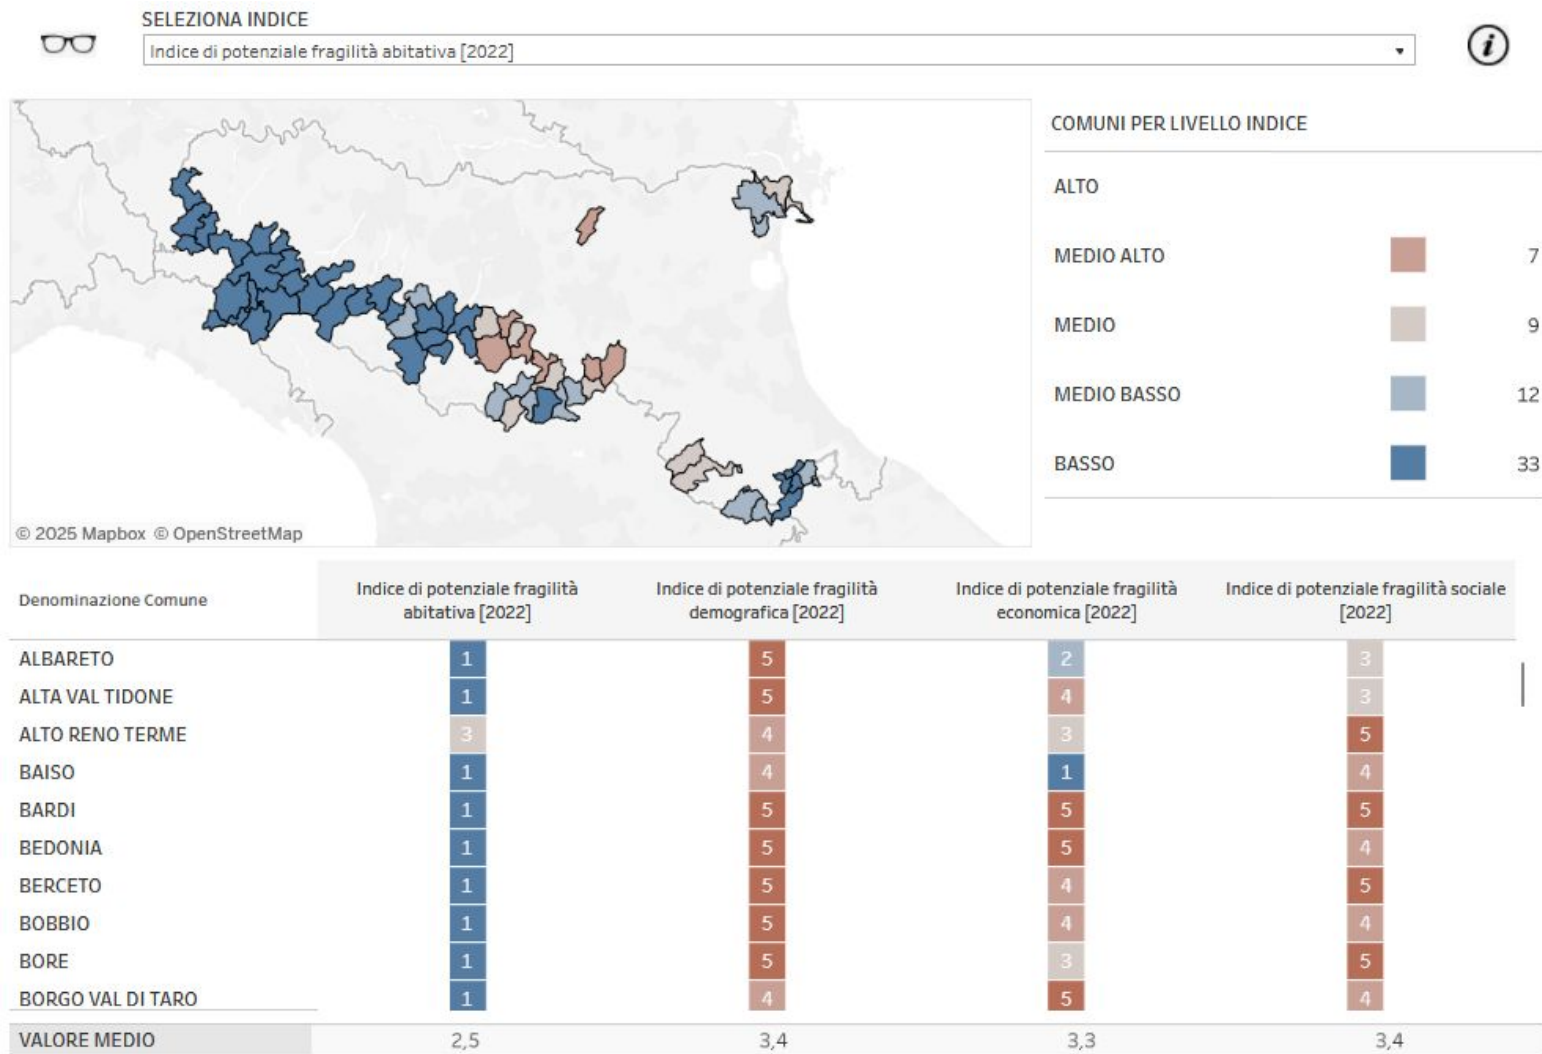 SELEZIONA INDICE
Indice di potenziale fragilità abitativa [2022]
i
COMUNI PER LIVELLO INDICE
ALTO
MEDIO ALTO 7
MEDIO 9
MEDIO BASSO 12
BASSO 33
© 2025 Mapbox © OpenStreetMap
Denominazione Comune
Indice di potenziale fragilità
abitativa [2022]
Indice di potenziale fragilità
demografica [2022]
Indice di potenziale fragilità
economica [2022]
Indice di potenziale fragilità sociale
[2022]
ALBARETO 1 5 2 3
ALTA VAL TIDONE 1 5 4 3
ALTO RENO TERME 3 4 3 5
BAISO 1 4 1 4
BARDI 1 5 5 5
BEDONIA 1 5 5 4
BERCETO 1 5 4 5
BOBBIO 1 5 4 4
BORE 1 5 3 5
BORGO VAL DI TARO 1 4 5 4
VALORE MEDIO 2,5 3,4 3,3 3,4